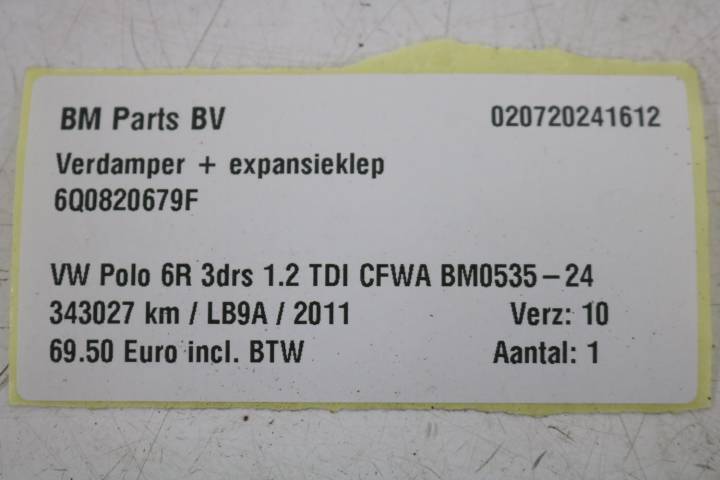 BM Parts BV 020720241612
Verdamper + expansieklep
6Q0820679F
VW Polo 6R 3drs 1.2 TDI CFWA BM0535-24
343027 km / LB9A / 2011 Verz: 10
69.50 Euro incl. BTW Aantal: 1